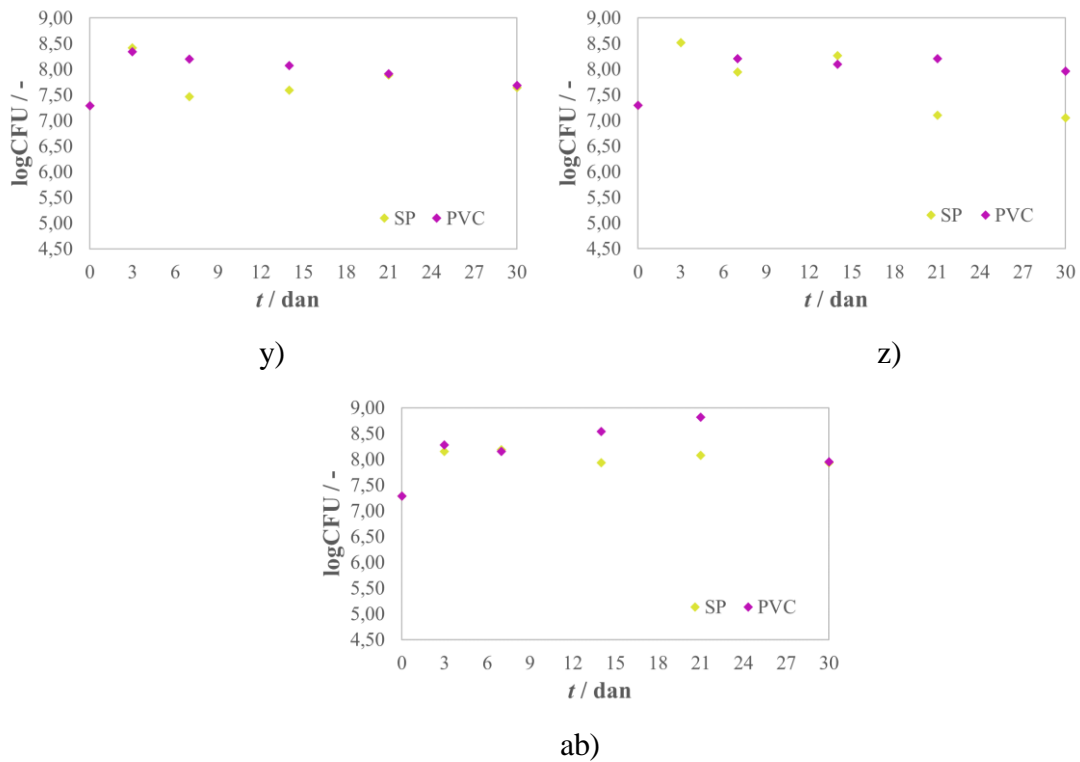 9,00
8,50
8,00
7,50
7,00
6,50
6,00
5,50
5,00
4,50
logCFU / -
SP PVC
0 3 6 9 12 15 18 21 24 27 30
t / dan
y)
9,00
8,50
8,00
7,50
7,00
6,50
6,00
5,50
5,00
4,50
logCFU / -
SP PVC
0 3 6 9 12 15 18 21 24 27 30
t / dan
z)
9,00
8,50
8,00
7,50
7,00
6,50
6,00
5,50
5,00
4,50
logCFU / -
SP PVC
0 3 6 9 12 15 18 21 24 27 30
t / dan
ab)